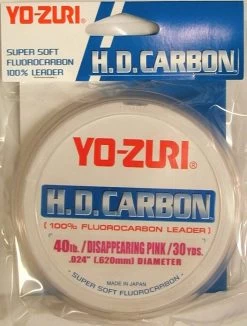 YO-ZURI®
SUPER SOFT
FLUOROCARBON
100% LEADER
H.D.CARBON
YO-ZURI®
H.D.CARBON
[100% FLUOROCARBON LEADER]
40lb./DISAPPEARING PINK/30YDS.
.024" (.620mm) DIAMETER
MADE IN JAPAN
- SUPER SOFT FLUOROCARBON -